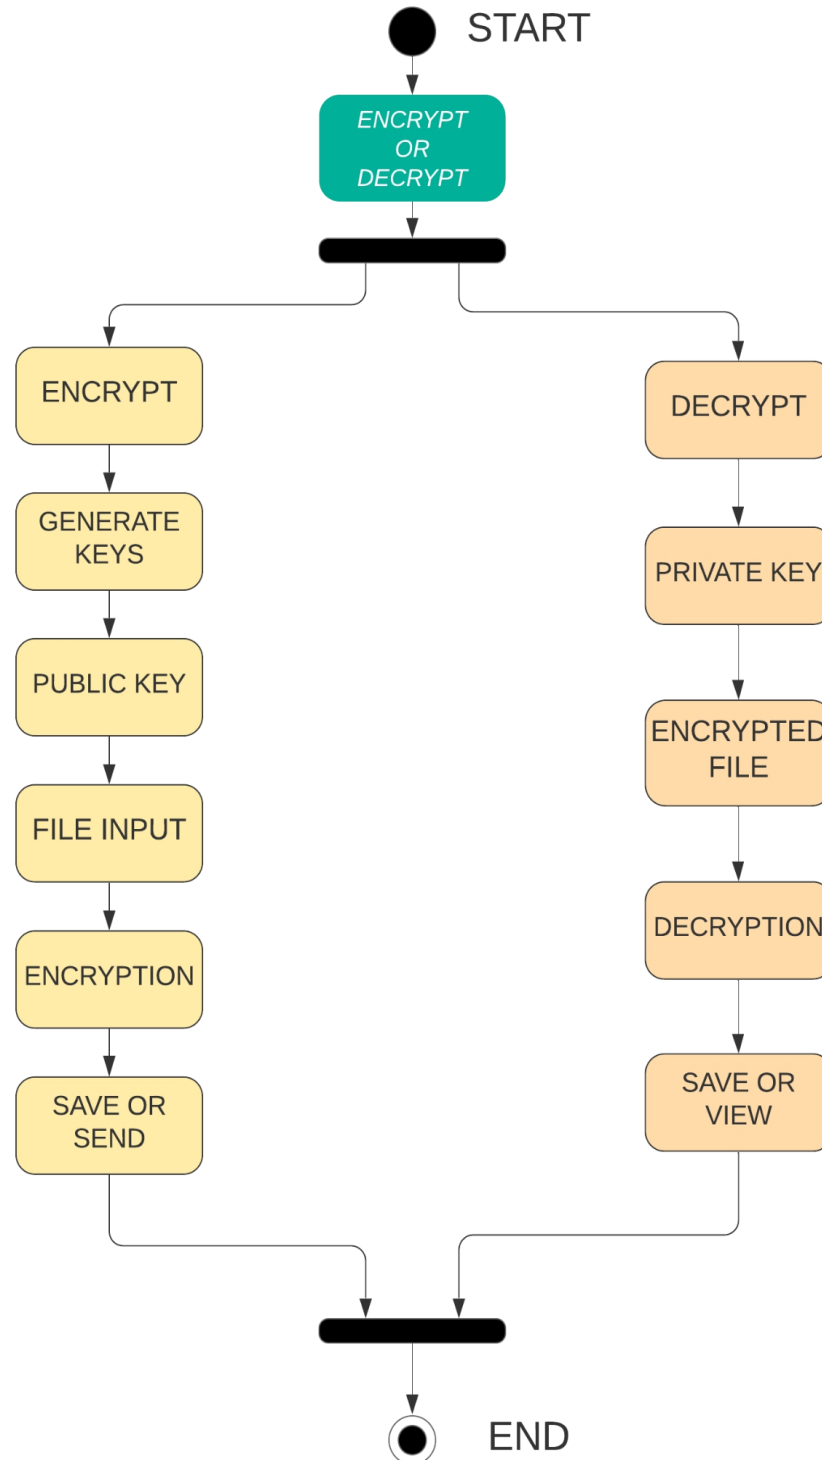 START
ENCRYPT
OR
DECRYPT
ENCRYPT
GENERATE
KEYS
PUBLIC KEY
FILE INPUT
ENCRYPTION
SAVE OR
SEND
DECRYPT
PRIVATE KEY
ENCRYPTED
FILE
DECRYPTION
SAVE OR
VIEW
END